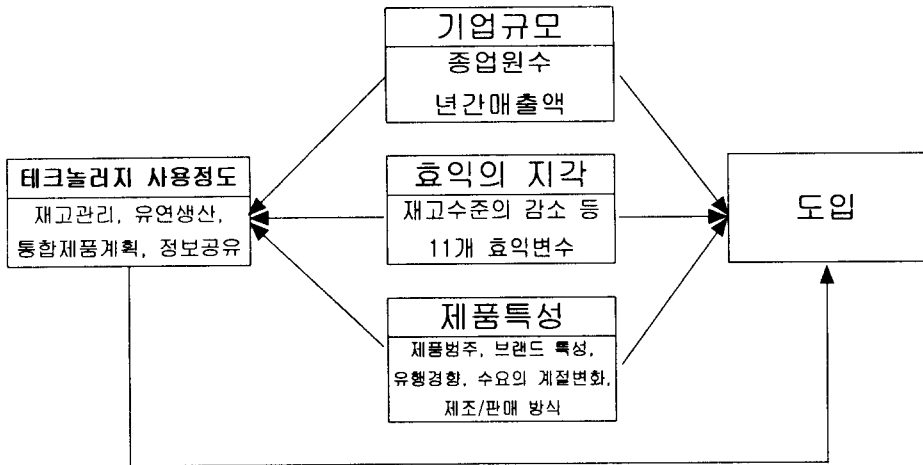 기업규모
종업원수
년간매출액
테크놀러지 사용정도
재고관리, 유연생산,
통합제품계획, 정보공유
효익의 지각
재고수준의 감소 등
11개 효익변수
도입
제품특성
제품범주, 브랜드 특성,
유행경향, 수요의 계절변화,
제조/판매 방식